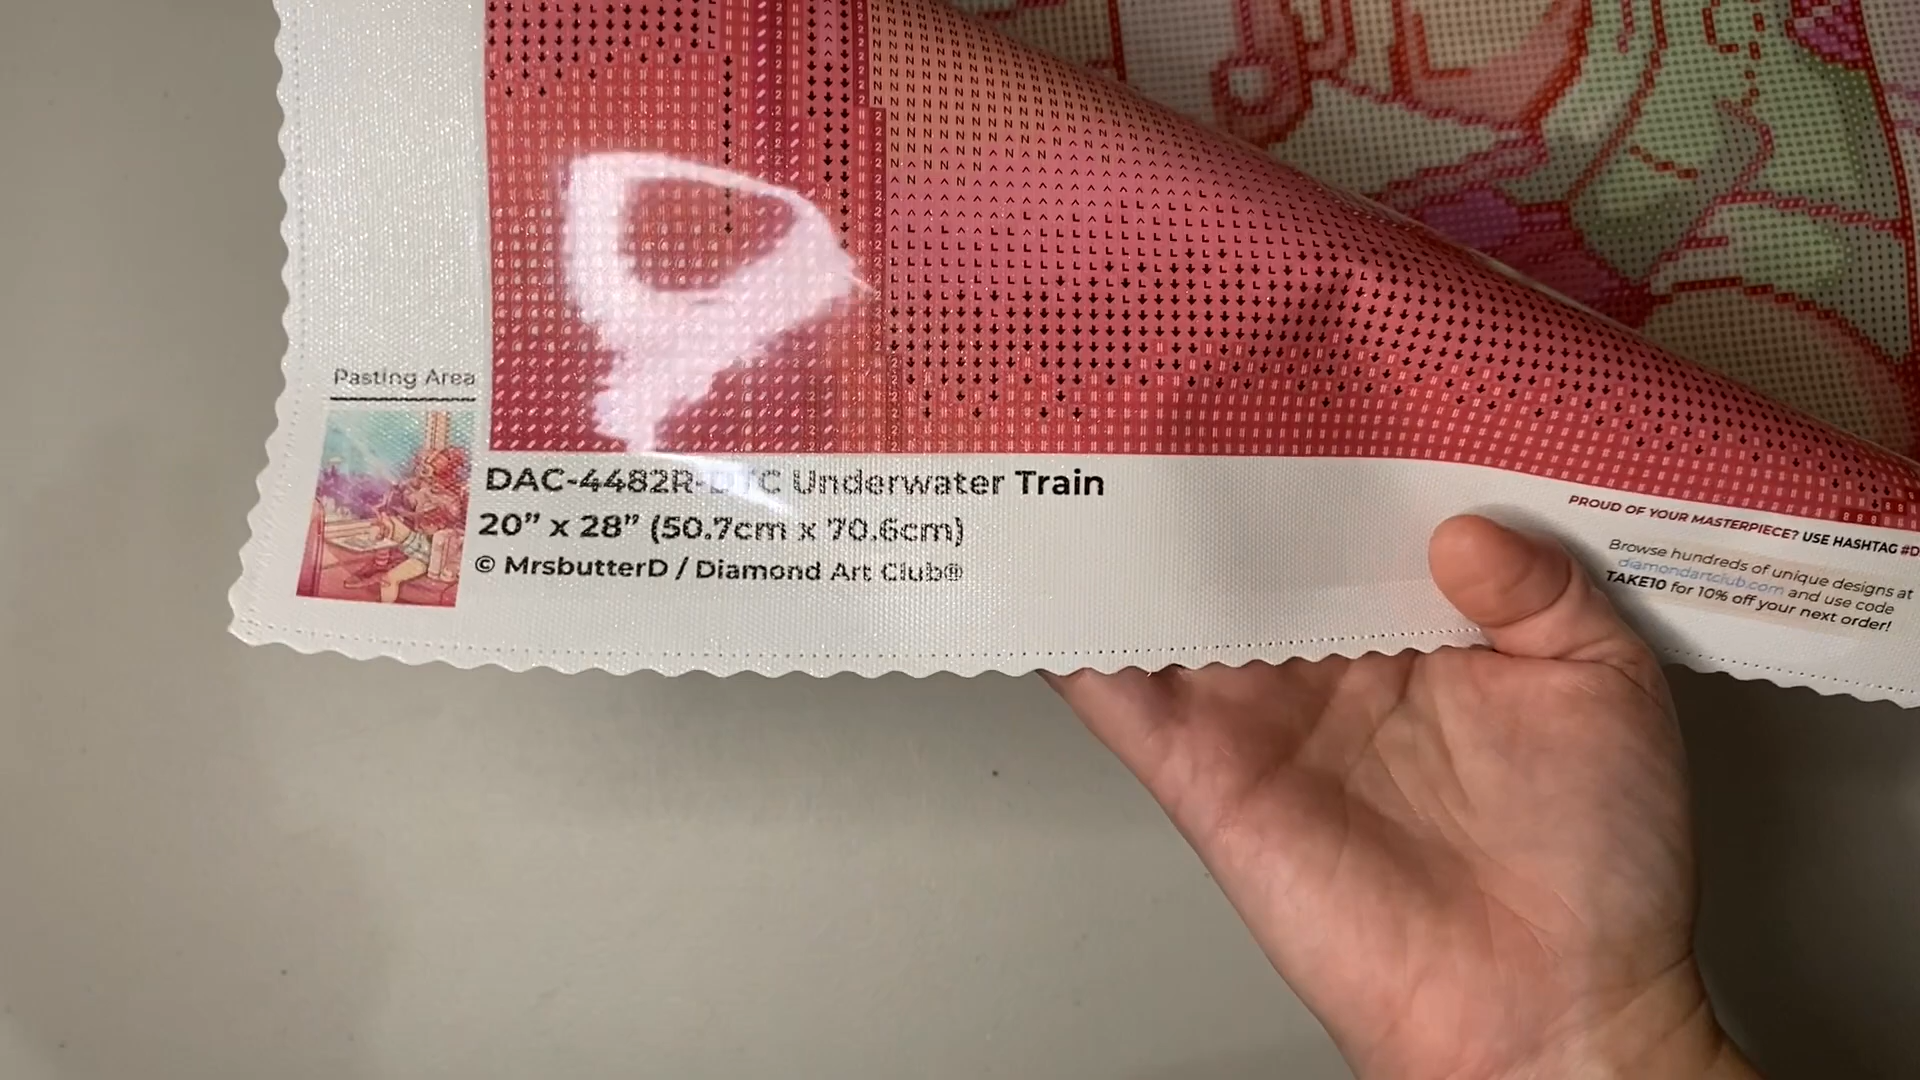 Pasting Area
DAC-4482R-DTC Underwater Train
20” x 28” (50.7cm x 70.6cm)
© MrsbutterD / Diamond Art Club®
PROUD OF YOUR MASTERPIECE? USE HASHTAG #D
Browse hundreds of unique designs at
diamondartclub.com and use code
TAKE10 for 10% off your next order!